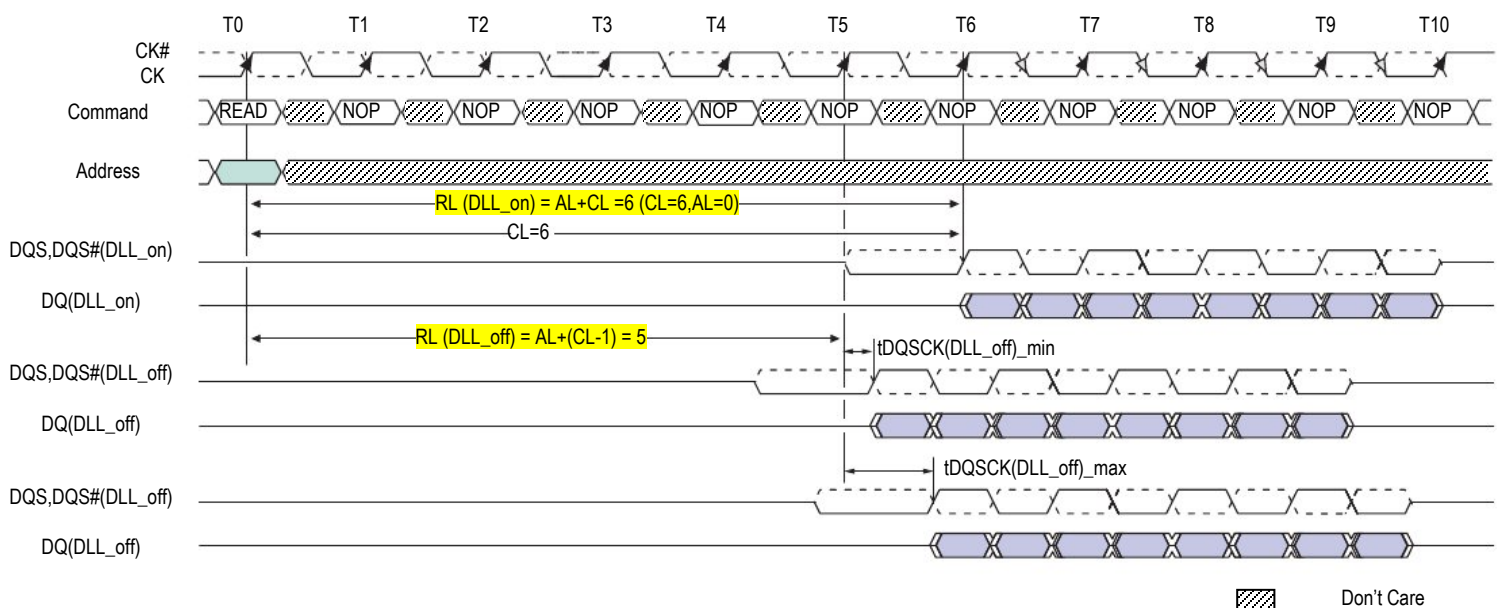 T0 T1 T2 T3 T4 T5 T6 T7 T8 T9 T10
CK#
CK
Command READ NOP NOP NOP NOP NOP NOP NOP NOP NOP NOP
Address
RL (DLL_on) = AL+CL =6 (CL=6,AL=0)
CL=6
DQS,DQS#(DLL_on)
DQ(DLL_on)
RL (DLL_off) = AL+(CL-1) = 5
tDQSCK(DLL_off)_min
DQS,DQS#(DLL_off)
DQ(DLL_off)
tDQSCK(DLL_off)_max
DQS,DQS#(DLL_off)
DQ(DLL_off)
Don't Care